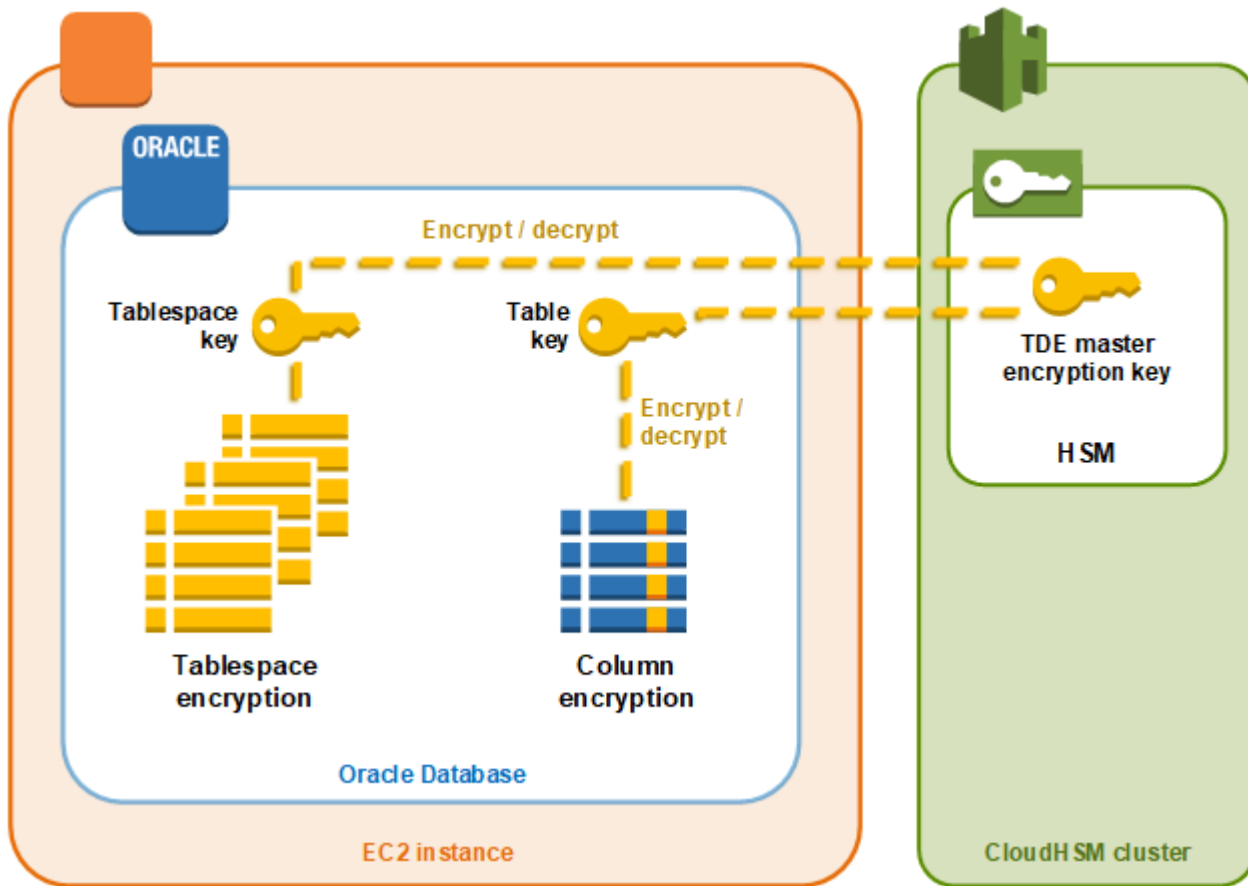 ORACLE
Encrypt / decrypt
Tablespace
key
Table
key
TDE master
encryption key
Encrypt /
decrypt
HSM
Tablespace
encryption
Column
encryption
Oracle Database
EC2 instance
CloudHSM cluster